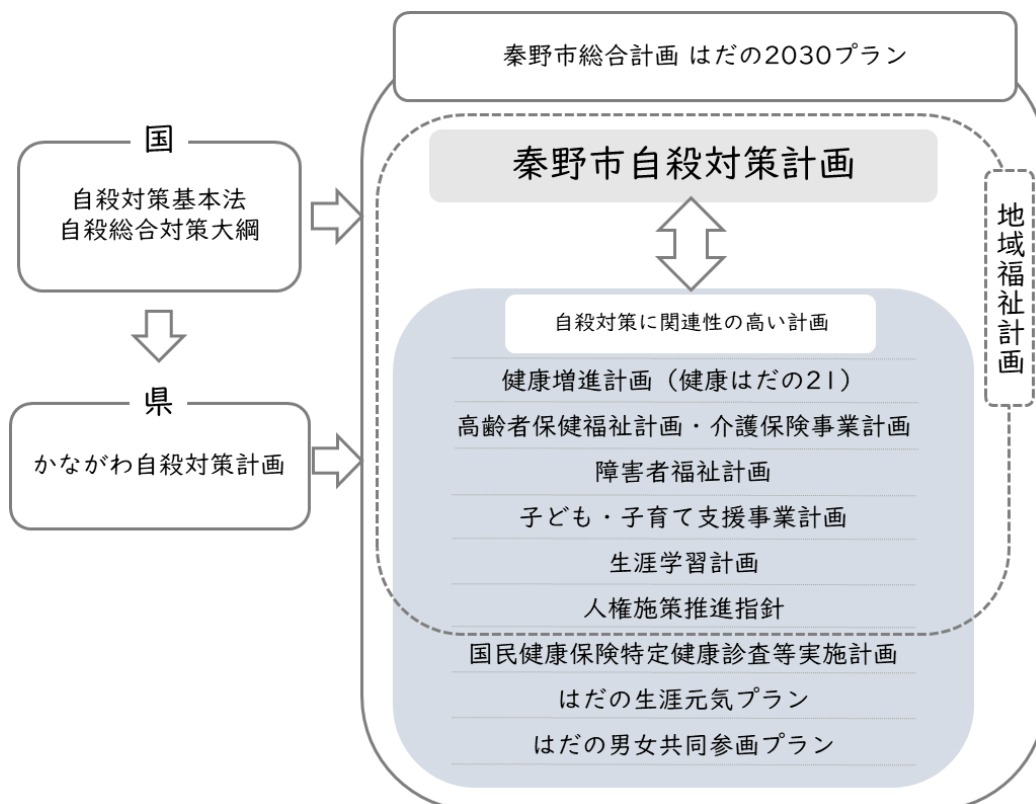 秦野市総合計画 はだの2030プラン
国
自殺対策基本法
自殺総合対策大綱
県
かながわ自殺対策計画
秦野市自殺対策計画
地域福祉計画
自殺対策に関連性の高い計画
健康増進計画（健康はだの21）
高齢者保健福祉計画・介護保険事業計画
障害者福祉計画
子ども・子育て支援事業計画
生涯学習計画
人権施策推進指針
国民健康保険特定健康診査等実施計画
はだの生涯元気プラン
はだの男女共同参画プラン